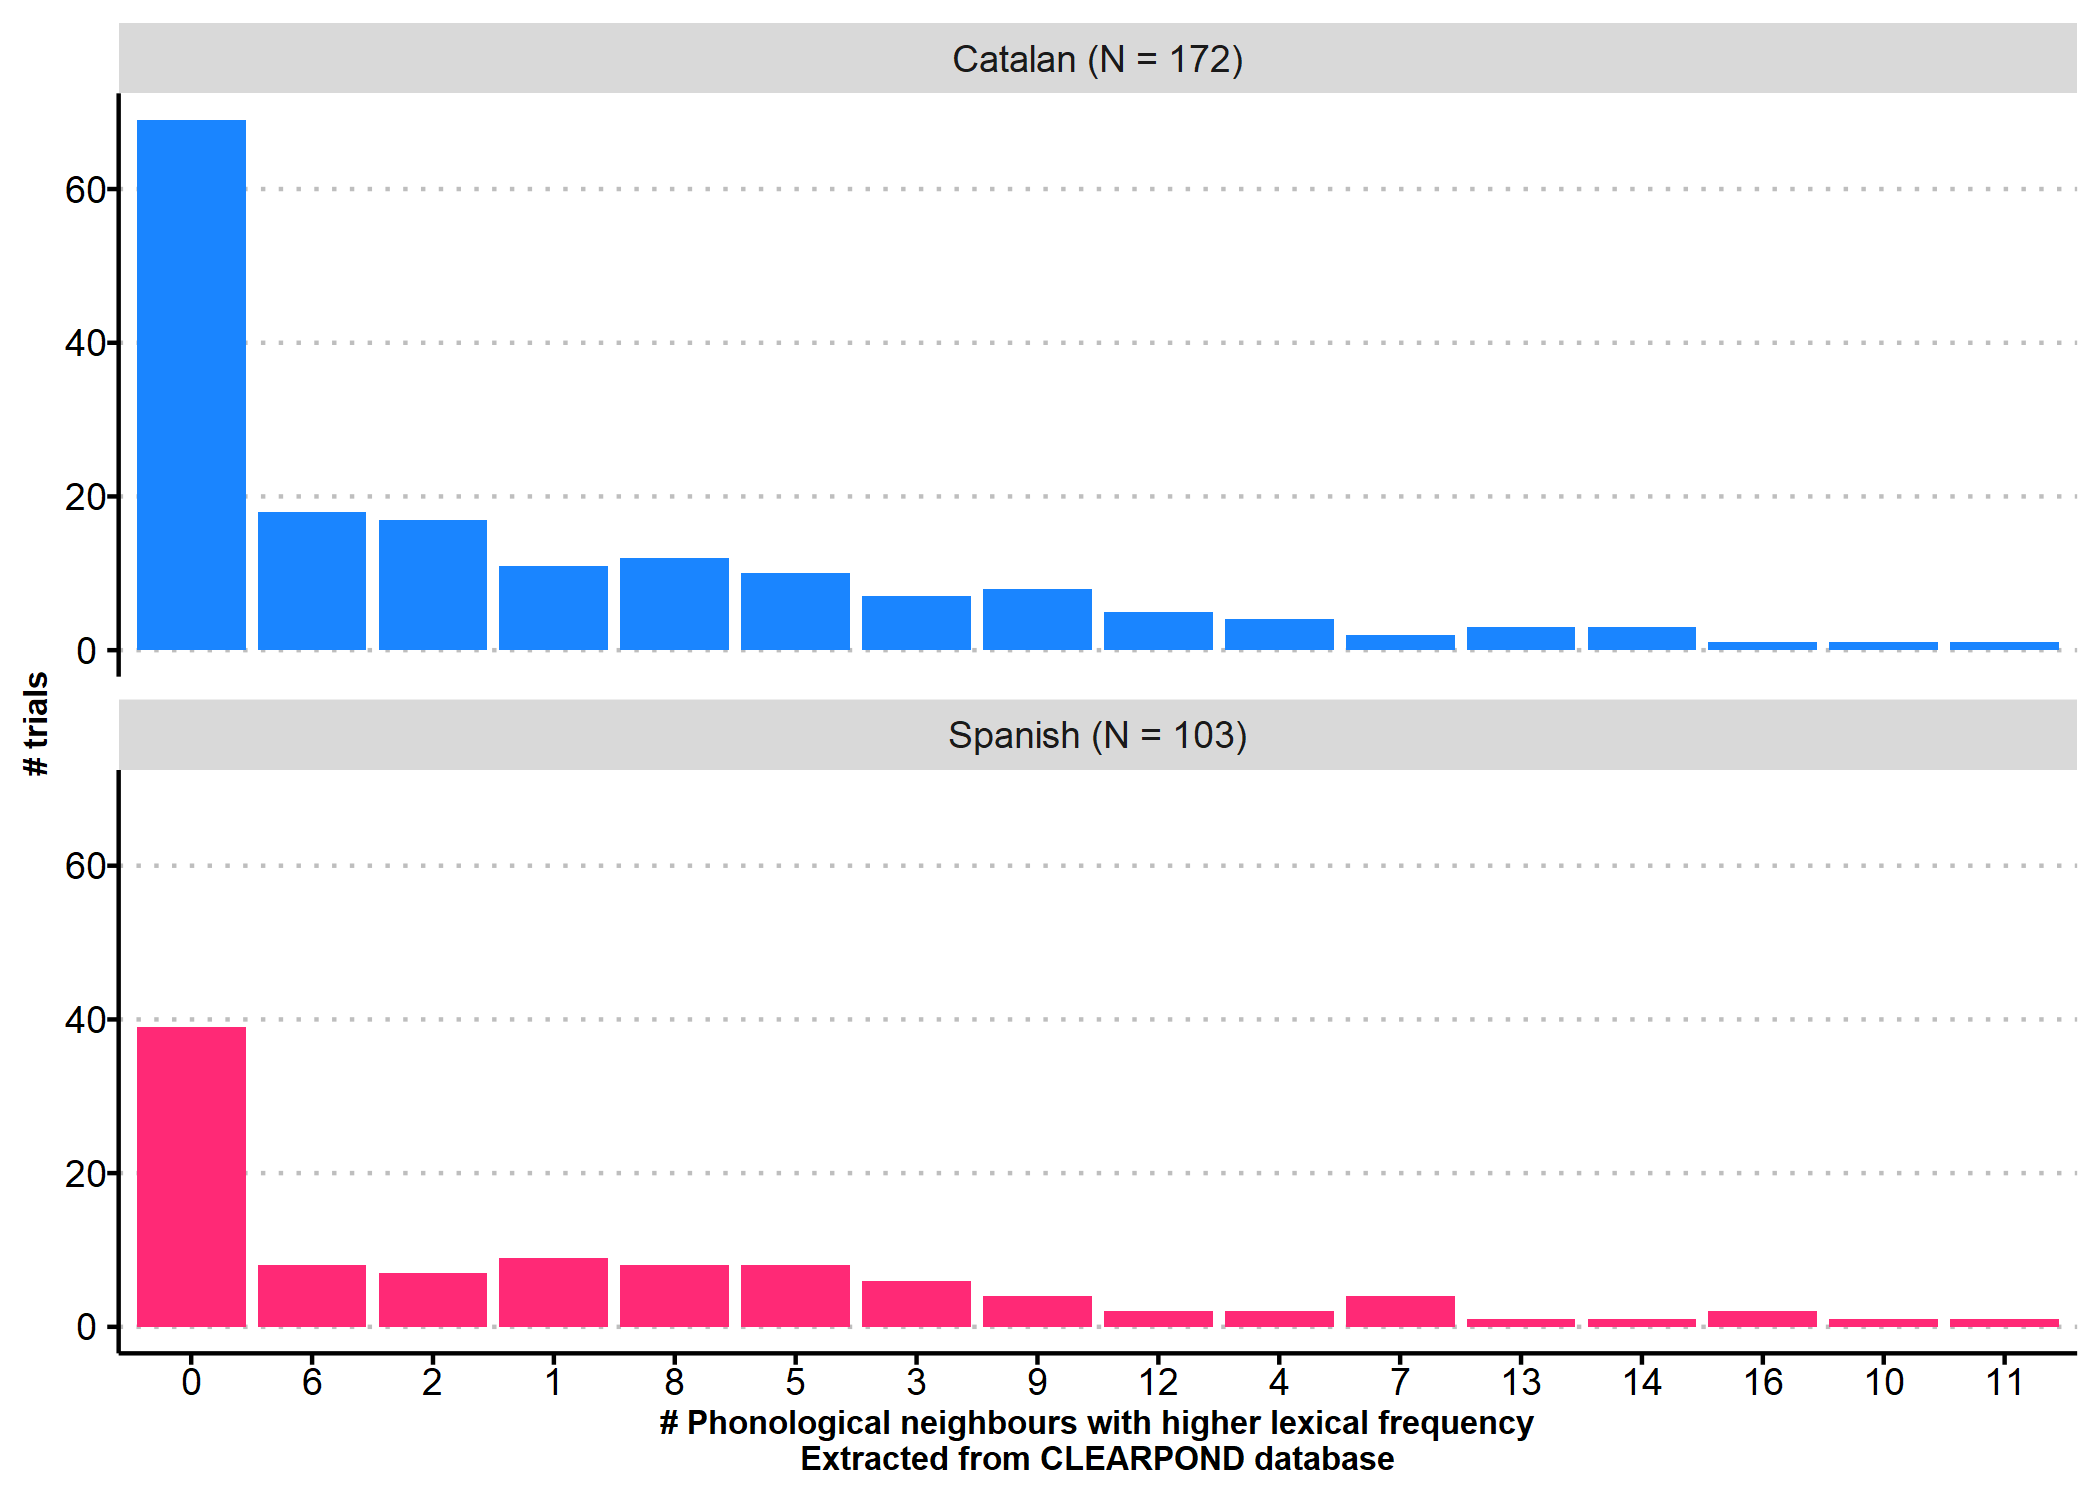 Catalan (N = 172)
60
40
20
0
# trials
Spanish (N = 103)
60
40
20
0
0 6 2 1 8 5 3 9 12 4 7 13 14 16 10 11
# Phonological neighbours with higher lexical frequency
Extracted from CLEARPOND database